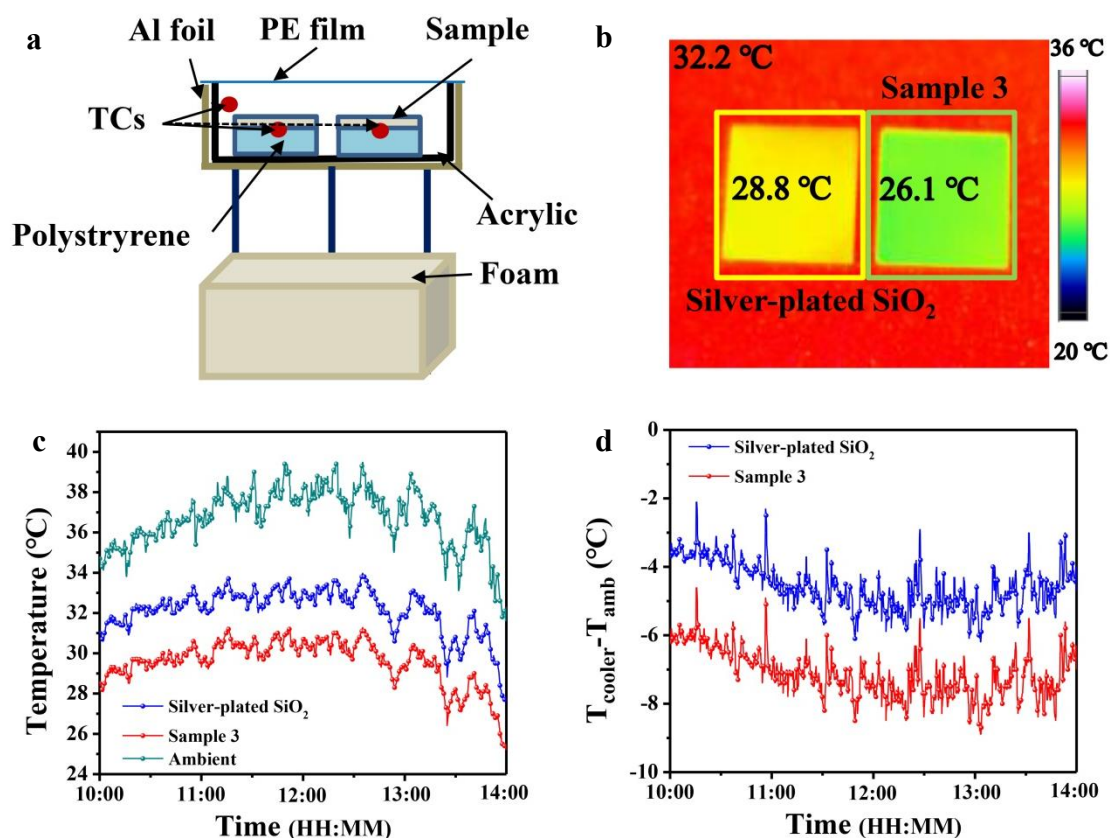 a
Al foil
PE film
Sample
TCs
Polystryrene
Acrylic
Foam
b
32.2 ℃
36 ℃
Sample 3
28.8 ℃
26.1 ℃
Silver-plated SiO₂
20 ℃
c
Temperature (℃)
40
38
36
34
32
30
28
26
24
Silver-plated SiO₂
Sample 3
Ambient
10:00
11:00
12:00
13:00
14:00
Time (HH:MM)
d
T_cooler-T_amb (℃)
0
-2
-4
-6
-8
-10
Silver-plated SiO₂
Sample 3
10:00
11:00
12:00
13:00
14:00
Time (HH:MM)